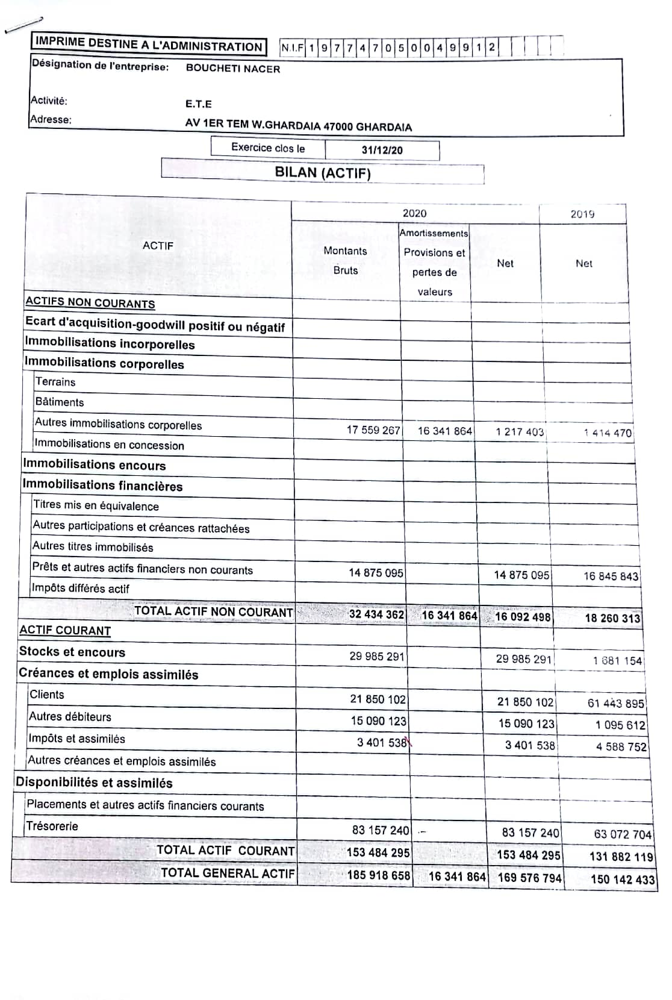 IMPRIME DESTINE A L'ADMINISTRATION N.I.F 1 9 7 7 4 7 0 5 0 0 4 9 9 1 2
Désignation de l'entreprise: BOUCHETI NACER
Activité: E.T.E
Adresse: AV 1ER TEM W.GHARDAIA 47000 GHARDAIA
Exercice clos le 31/12/20
BILAN (ACTIF)
2020 2019
ACTIF Montants Bruts Amortissements Provisions et pertes de valeurs Net Net
ACTIFS NON COURANTS
Ecart d'acquisition-goodwill positif ou négatif
Immobilisations incorporelles
Immobilisations corporelles
Terrains
Bâtiments
Autres immobilisations corporelles 17 559 267 16 341 864 1 217 403 1 414 470
Immobilisations en concession
Immobilisations encours
Immobilisations financières
Titres mis en équivalence
Autres participations et créances rattachées
Autres titres immobilisés
Prêts et autres actifs financiers non courants 14 875 095 14 875 095 16 845 843
Impôts différés actif
TOTAL ACTIF NON COURANT 32 434 362 16 341 864 16 092 498 18 260 313
ACTIF COURANT
Stocks et encours 29 985 291 29 985 291 1 681 154
Créances et emplois assimilés
Clients 21 850 102 21 850 102 61 443 895
Autres débiteurs 15 090 123 15 090 123 1 095 612
Impôts et assimilés 3 401 538 3 401 538 4 588 752
Autres créances et emplois assimilés
Disponibilités et assimilés
Placements et autres actifs financiers courants
Trésorerie 83 157 240 83 157 240 63 072 704
TOTAL ACTIF COURANT 153 484 295 153 484 295 131 882 119
TOTAL GENERAL ACTIF 185 918 658 16 341 864 169 576 794 150 142 433